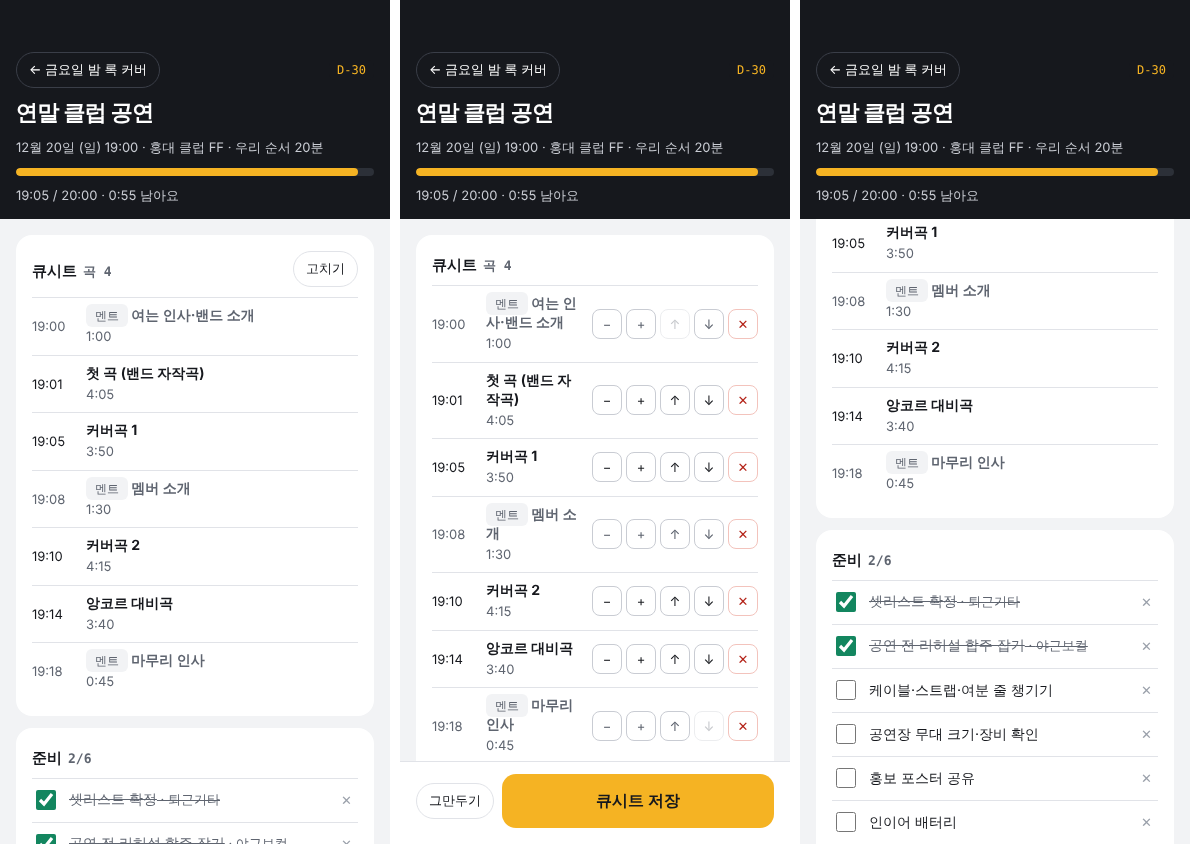 ← 금요일 밤 록 커버
D-30
연말 클럽 공연
12월 20일 (일) 19:00 · 홍대 클럽 FF · 우리 순서 20분
19:05 / 20:00 · 0:55 남아요
큐시트 곡 4
고치기
19:00
멘트 여는 인사·밴드 소개
1:00
19:01
첫 곡 (밴드 자작곡)
4:05
19:05
커버곡 1
3:50
19:08
멘트 멤버 소개
1:30
19:10
커버곡 2
4:15
19:14
앙코르 대비곡
3:40
19:18
멘트 마무리 인사
0:45
준비 2/6
셋리스트 확정 · 퇴근기타 ×
공연 전 리허설 합주 잡기 · 야근보컬 ×
← 금요일 밤 록 커버
D-30
연말 클럽 공연
12월 20일 (일) 19:00 · 홍대 클럽 FF · 우리 순서 20분
19:05 / 20:00 · 0:55 남아요
큐시트 곡 4
19:00
멘트 여는 인
사·밴드 소개
1:00
− + ↑ ↓ ×
19:01
첫 곡 (밴드 자
작곡)
4:05
− + ↑ ↓ ×
19:05
커버곡 1
3:50
− + ↑ ↓ ×
19:08
멘트 멤버 소
개
1:30
− + ↑ ↓ ×
19:10
커버곡 2
4:15
− + ↑ ↓ ×
19:14
앙코르 대비곡
3:40
− + ↑ ↓ ×
19:18
멘트 마무리
인사
0:45
− + ↑ ↓ ×
그만두기
큐시트 저장
← 금요일 밤 록 커버
D-30
연말 클럽 공연
12월 20일 (일) 19:00 · 홍대 클럽 FF · 우리 순서 20분
19:05 / 20:00 · 0:55 남아요
19:05
커버곡 1
3:50
19:08
멘트 멤버 소개
1:30
19:10
커버곡 2
4:15
19:14
앙코르 대비곡
3:40
19:18
멘트 마무리 인사
0:45
준비 2/6
셋리스트 확정 · 퇴근기타 ×
공연 전 리허설 합주 잡기 · 야근보컬 ×
케이블·스트랩·여분 줄 챙기기 ×
공연장 무대 크기·장비 확인 ×
홍보 포스터 공유 ×
인이어 배터리 ×